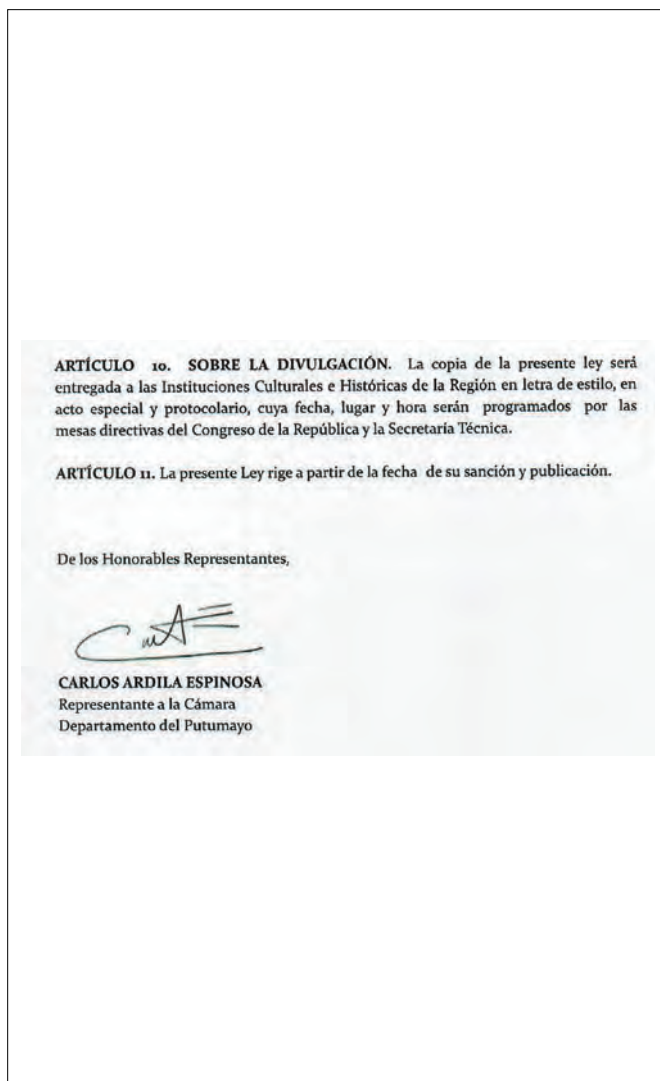 ARTÍCULO 10. SOBRE LA DIVULGACIÓN. La copia de la presente ley será
entregada a las Instituciones Culturales e Históricas de la Región en letra de estilo, en
acto especial y protocolario, cuya fecha, lugar y hora serán programados por las
mesas directivas del Congreso de la República y la Secretaría Técnica.
ARTÍCULO 11. La presente Ley rige a partir de la fecha de su sanción y publicación.
De los Honorables Representantes,
CARLOS ARDILA ESPINOSA
Representante a la Cámara
Departamento del Putumayo